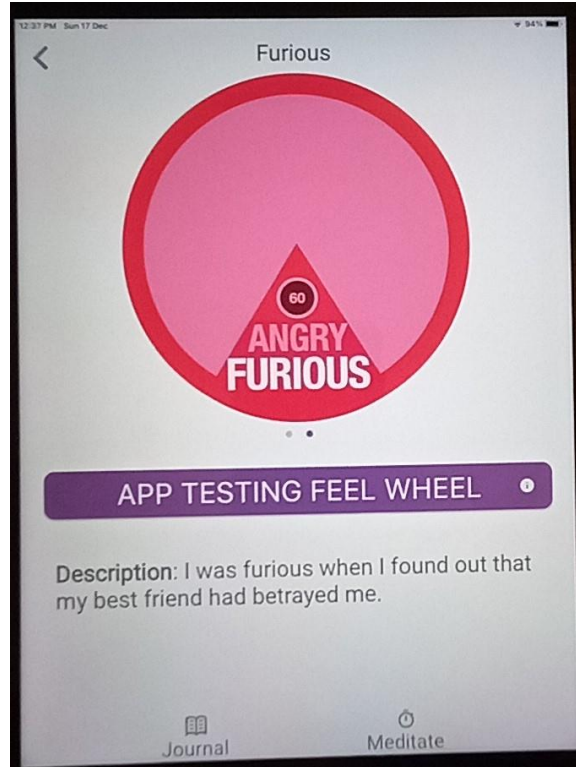 12:37 PM Sun 17 Dec 94%
Furious
60
ANGRY
FURIOUS
APP TESTING FEEL WHEEL
Description: I was furious when I found out that
my best friend had betrayed me.
Journal Meditate